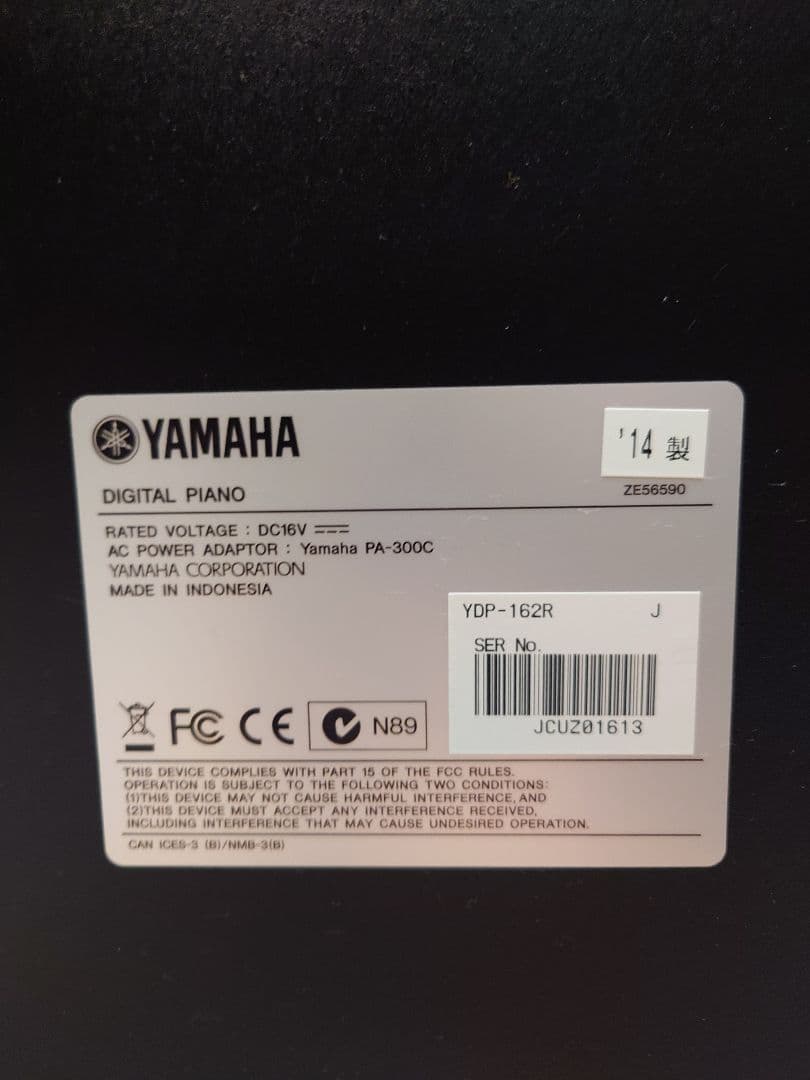 YAMAHA
'14 製
DIGITAL PIANO
ZE56590
RATED VOLTAGE : DC16V
AC POWER ADAPTOR : Yamaha PA-300C
YAMAHA CORPORATION
MADE IN INDONESIA
YDP-162R J
SER No.
JCUZ01613
FC CE N89
THIS DEVICE COMPLIES WITH PART 15 OF THE FCC RULES.
OPERATION IS SUBJECT TO THE FOLLOWING TWO CONDITIONS:
(1)THIS DEVICE MAY NOT CAUSE HARMFUL INTERFERENCE, AND
(2)THIS DEVICE MUST ACCEPT ANY INTERFERENCE RECEIVED,
INCLUDING INTERFERENCE THAT MAY CAUSE UNDESIRED OPERATION.
CAN ICES-3 (B)/NMB-3(B)